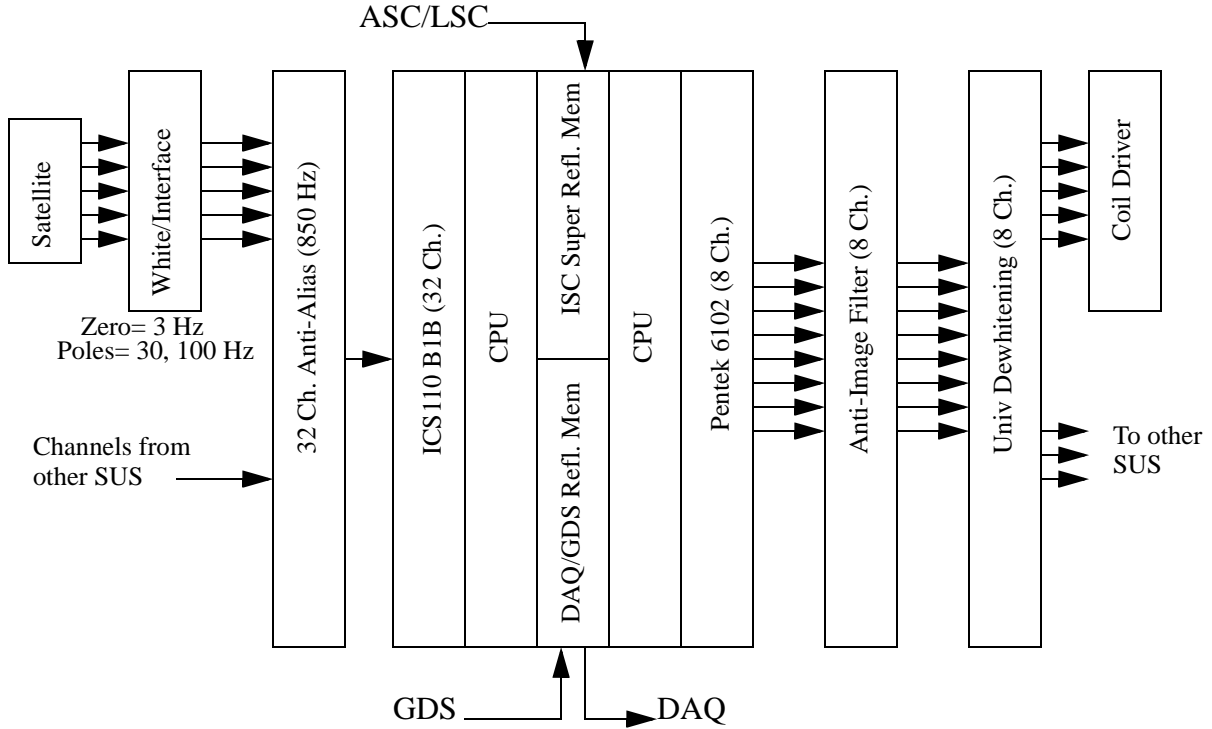 ASC/LSC
Satellite
White/Interface
Zero= 3 Hz
Poles= 30, 100 Hz
Channels from
other SUS
32 Ch. Anti-Alias (850 Hz)
ICS110 B1B (32 Ch.)
CPU
ISC Super Refl. Mem
DAQ/GDS Refl. Mem
CPU
Pentek 6102 (8 Ch.)
Anti-Image Filter (8 Ch.)
Univ Dewhitening (8 Ch.)
Coil Driver
To other
SUS
GDS
DAQ